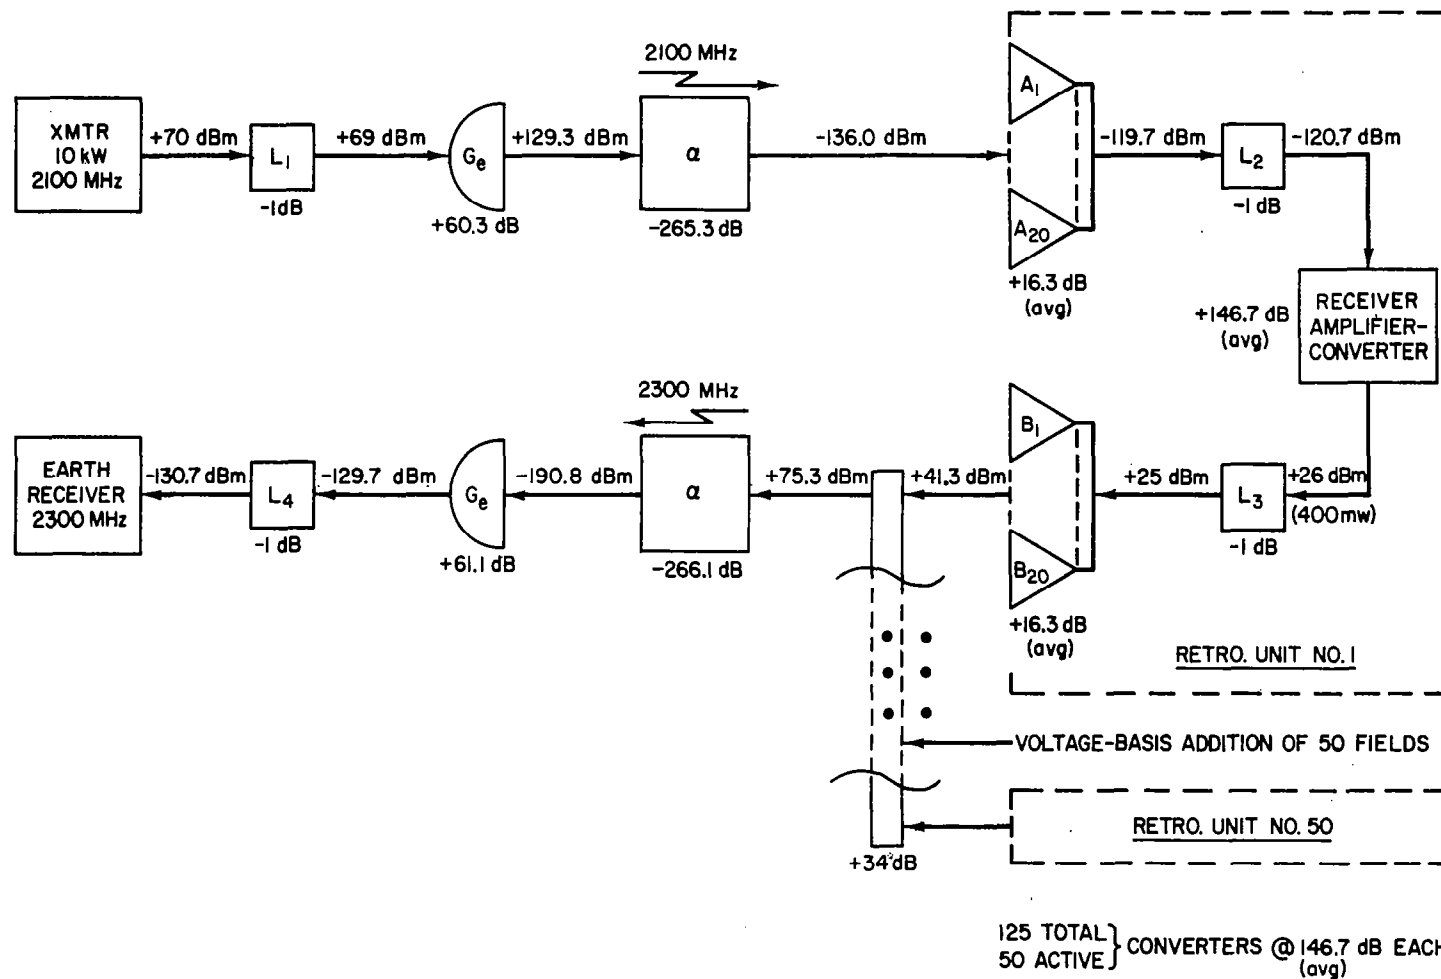 2100 MHz
XMTR
10 kW
2100 MHz
+70 dBm
L1
-1dB
+69 dBm
Ge
+60.3 dB
+129.3 dBm
α
-265.3 dB
-136.0 dBm
A1
A20
+16.3 dB
(avg)
-119.7 dBm
L2
-1 dB
-120.7 dBm
+146.7 dB
(avg)
RECEIVER
AMPLIFIER-
CONVERTER
2300 MHz
EARTH
RECEIVER
2300 MHz
-130.7 dBm
L4
-1 dB
-129.7 dBm
Ge
+61.1 dB
-190.8 dBm
α
-266.1 dB
+75.3 dBm
+41.3 dBm
B1
B20
+16.3 dB
(avg)
+25 dBm
L3
-1 dB
+26 dBm
(400mw)
RETRO. UNIT NO. 1
VOLTAGE-BASIS ADDITION OF 50 FIELDS
RETRO. UNIT NO. 50
+34 dB
125 TOTAL
50 ACTIVE
CONVERTERS @ 146.7 dB EACH
(avg)